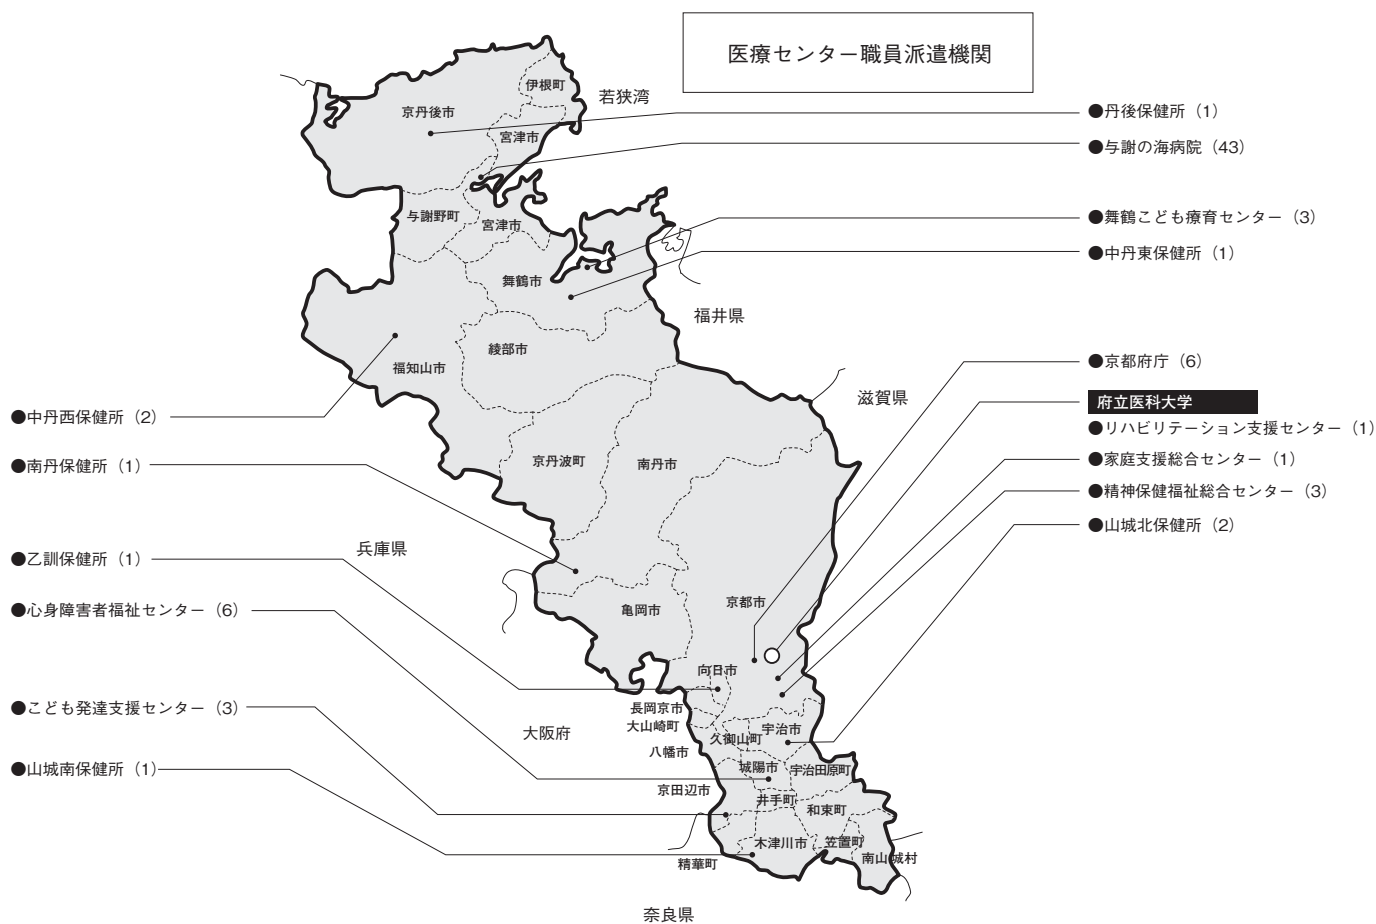 医療センター職員派遣機関
伊根町
若狭湾
京丹後市
宮津市
●丹後保健所（1）
●与謝の海病院（43）
与謝野町
宮津市
●舞鶴こども療育センター（3）
●中丹東保健所（1）
舞鶴市
福井県
綾部市
福知山市
●京都府庁（6）
滋賀県
府立医科大学
●リハビリテーション支援センター（1）
●家庭支援総合センター（1）
●精神保健福祉総合センター（3）
●山城北保健所（2）
●中丹西保健所（2）
●南丹保健所（1）
京丹波町
南丹市
兵庫県
●乙訓保健所（1）
●心身障害者福祉センター（6）
亀岡市
京都市
向日市
長岡京市
大山崎町
●こども発達支援センター（3）
大阪府
久御山町
宇治市
八幡市
●山城南保健所（1）
城陽市
宇治田原町
京田辺市
井手町
和束町
木津川市
笠置町
南山城村
精華町
奈良県